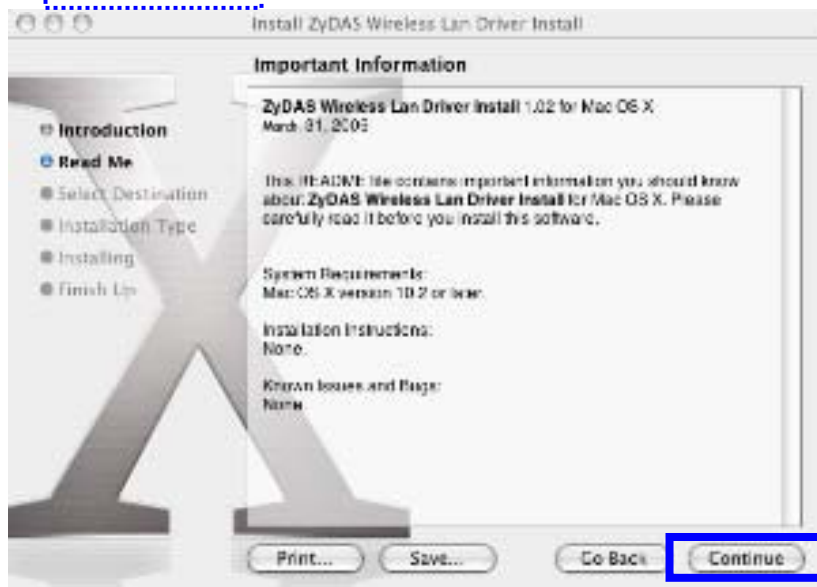 Install ZyDAS Wireless Lan Driver Install
Important Information
Introduction
Read Me
Select Destination
Installation Type
Installing
Finish Up
ZyDAS Wireless Lan Driver Install 1.02 for Mac OS X
March 31,
This README file contains important information you should know
about ZyDAS Wireless Lan Driver Install for Mac OS X. Please
carefully read it before you install this software.
System Requirements:
Mac OS X version 10.2 or later.
Installation Instructions:
None.
Known Issues and Bugs:
None
Print...
Save...
Go Back
Continue